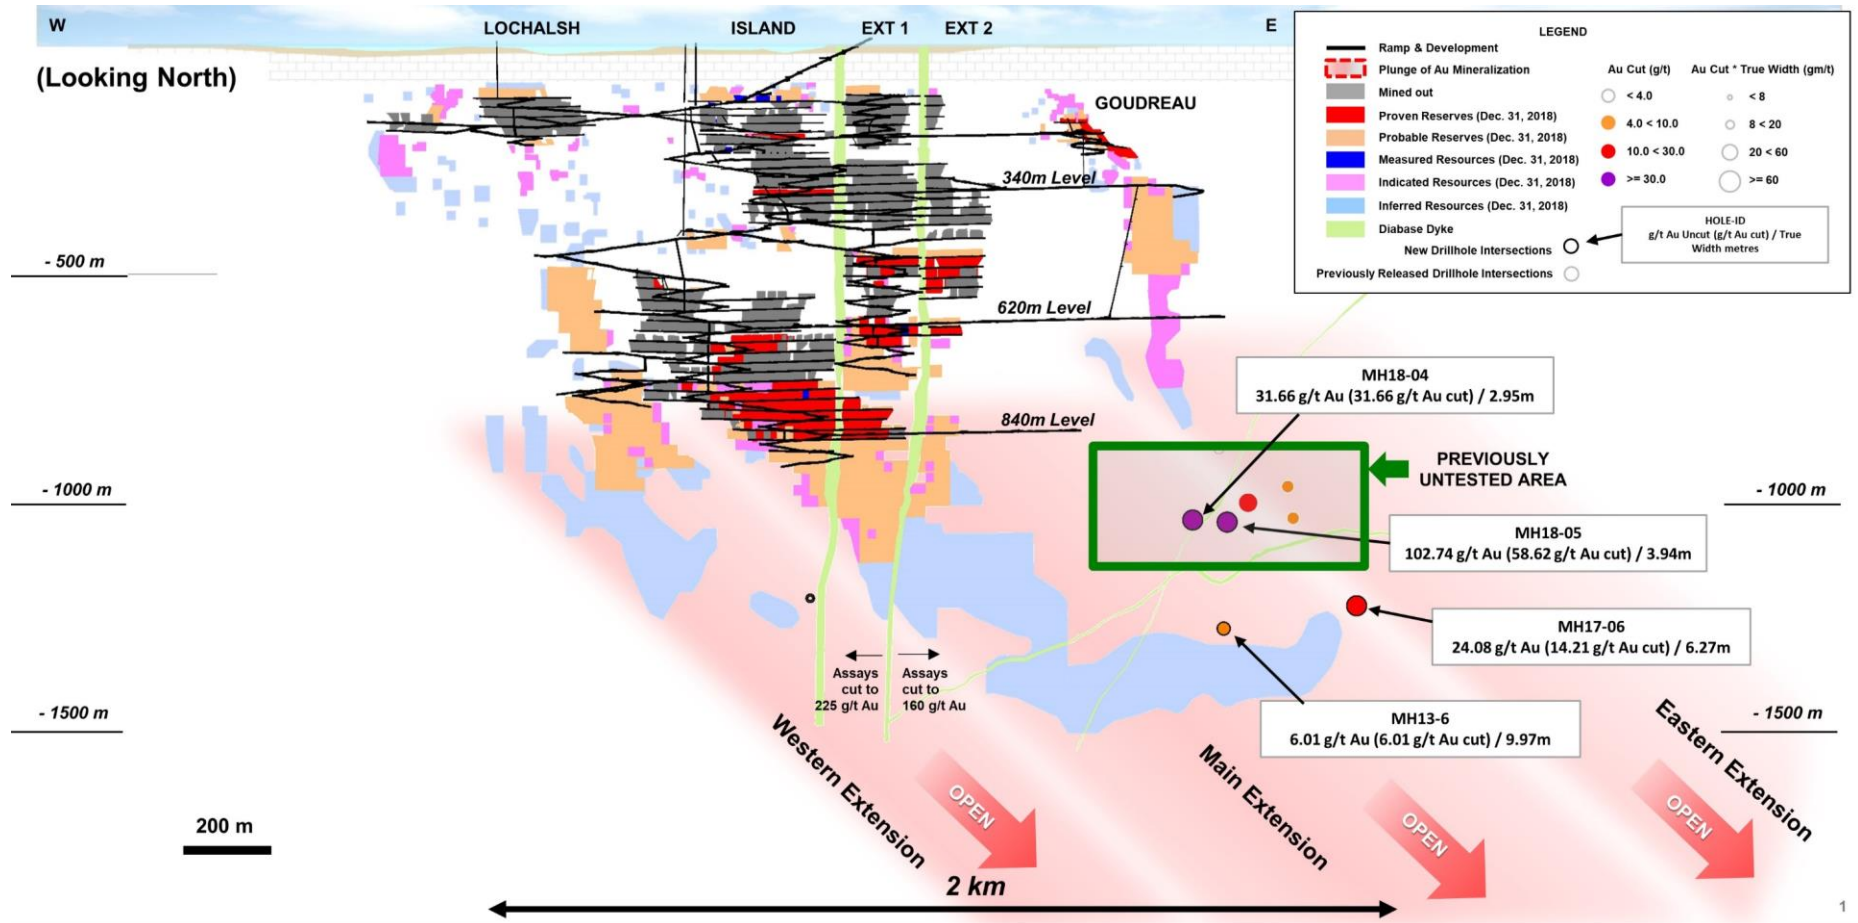 W
LOCHALSH
ISLAND
EXT 1
EXT 2
E
(Looking North)
GOUDREAU
LEGEND
Ramp & Development
Plunge of Au Mineralization
Mined out
Proven Reserves (Dec. 31, 2018)
Probable Reserves (Dec. 31, 2018)
Measured Resources (Dec. 31, 2018)
Indicated Resources (Dec. 31, 2018)
Inferred Resources (Dec. 31, 2018)
Diabase Dyke
New Drillhole Intersections
Previously Released Drillhole Intersections
Au Cut (g/t)
< 4.0
4.0 < 10.0
10.0 < 30.0
>= 30.0
Au Cut * True Width (gm/t)
< 8
8 < 20
20 < 60
>= 60
HOLE-ID
g/t Au Uncut (g/t Au cut) / True
Width metres
340m Level
- 500 m
620m Level
MH18-04
31.66 g/t Au (31.66 g/t Au cut) / 2.95m
840m Level
PREVIOUSLY
UNTESTED AREA
- 1000 m
- 1000 m
MH18-05
102.74 g/t Au (58.62 g/t Au cut) / 3.94m
MH17-06
24.08 g/t Au (14.21 g/t Au cut) / 6.27m
Assays
cut to
225 g/t Au
Assays
cut to
160 g/t Au
- 1500 m
- 1500 m
MH13-6
6.01 g/t Au (6.01 g/t Au cut) / 9.97m
Western Extension
OPEN
Main Extension
OPEN
Eastern Extension
OPEN
200 m
2 km
1